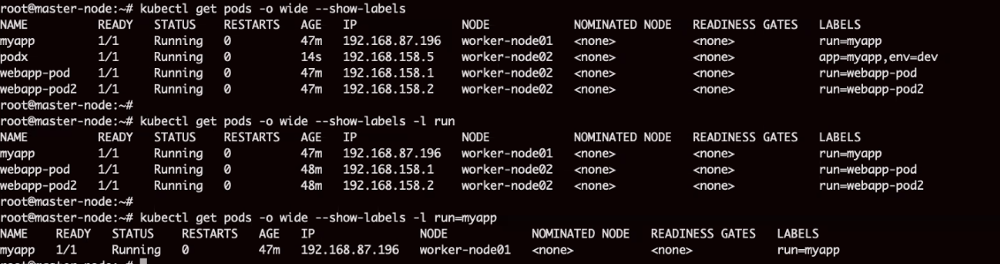 root@master-node:~# kubectl get pods -o wide --show-labels
NAME READY STATUS RESTARTS AGE IP NODE NOMINATED NODE READINESS GATES LABELS
myapp 1/1 Running 0 47m 192.168.87.196 worker-node01 <none> <none> run=myapp
podx 1/1 Running 0 14s 192.168.158.5 worker-node02 <none> <none> app=myapp,env=dev
webapp-pod 1/1 Running 0 47m 192.168.158.1 worker-node02 <none> <none> run=webapp-pod
webapp-pod2 1/1 Running 0 47m 192.168.158.2 worker-node02 <none> <none> run=webapp-pod2
root@master-node:~#
root@master-node:~# kubectl get pods -o wide --show-labels -l run
NAME READY STATUS RESTARTS AGE IP NODE NOMINATED NODE READINESS GATES LABELS
myapp 1/1 Running 0 47m 192.168.87.196 worker-node01 <none> <none> run=myapp
webapp-pod 1/1 Running 0 48m 192.168.158.1 worker-node02 <none> <none> run=webapp-pod
webapp-pod2 1/1 Running 0 48m 192.168.158.2 worker-node02 <none> <none> run=webapp-pod2
root@master-node:~#
root@master-node:~# kubectl get pods -o wide --show-labels -l run=myapp
NAME READY STATUS RESTARTS AGE IP NODE NOMINATED NODE READINESS GATES LABELS
myapp 1/1 Running 0 47m 192.168.87.196 worker-node01 <none> <none> run=myapp
root@master-node:~#